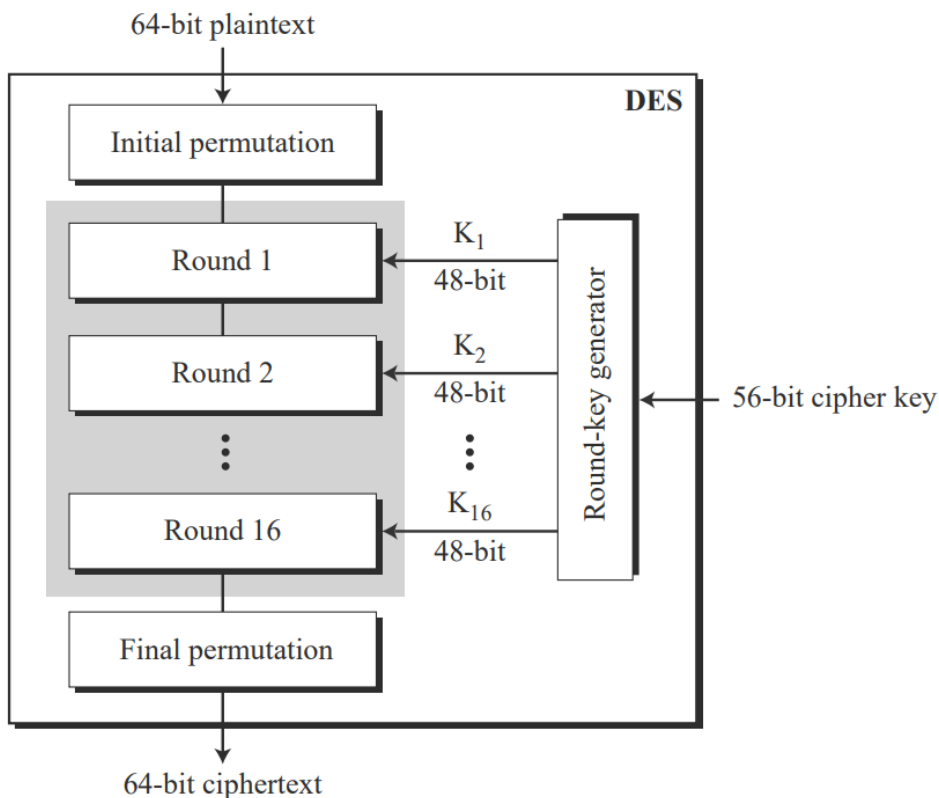 64-bit plaintext
DES
Initial permutation
Round 1
K₁
48-bit
Round 2
K₂
48-bit
Round-key generator
56-bit cipher key
Round 16
K₁₆
48-bit
Final permutation
64-bit ciphertext